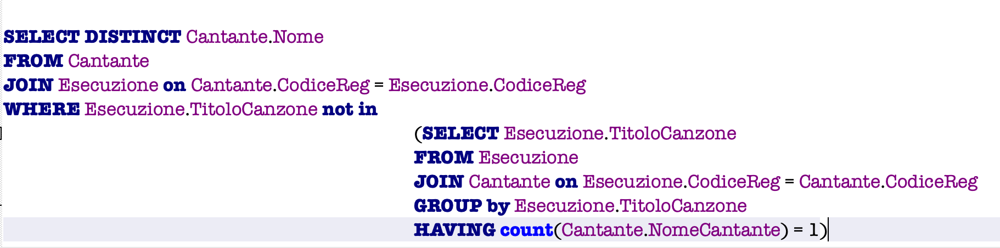 SELECT DISTINCT Cantante.Nome
FROM Cantante
JOIN Esecuzione on Cantante.CodiceReg = Esecuzione.CodiceReg
WHERE Esecuzione.TitoloCanzone not in
(SELECT Esecuzione.TitoloCanzone
FROM Esecuzione
JOIN Cantante on Esecuzione.CodiceReg = Cantante.CodiceReg
GROUP by Esecuzione.TitoloCanzone
HAVING count(Cantante.NomeCantante) = 1)